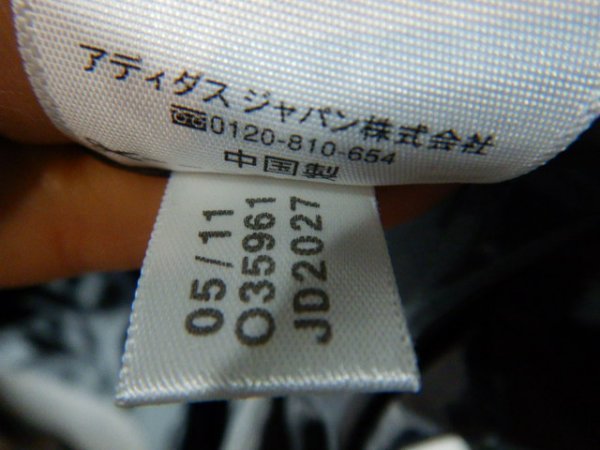 アディダス ジャパン株式会社
0120-810-654
中国製
05/11
O35961
JD2027